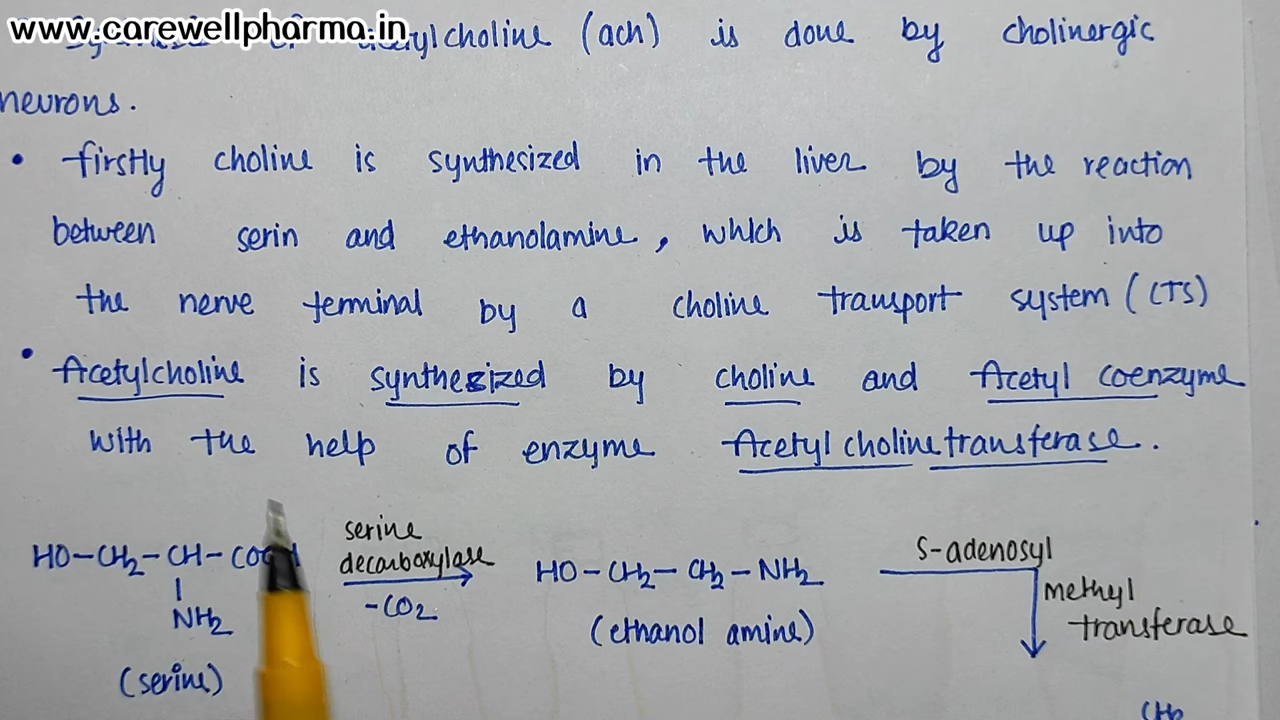 www.carewellpharma.in
acetylcholine (ach) is done by cholinergic
neurons.
• firstly choline is synthesized in the liver by the reaction
between serin and ethanolamine, which is taken up into
the nerve terminal by a choline transport system (CTS)
• Acetylcholine is synthesized by choline and Acetyl coenzyme
with the help of enzyme Acetyl choline transferase.
HO-CH2-CH-
NH2
(serine)
serine
decarboxylase
-CO2
HO-CH2-CH2-NH2
(ethanol amine)
S-adenosyl
methyl
transferase